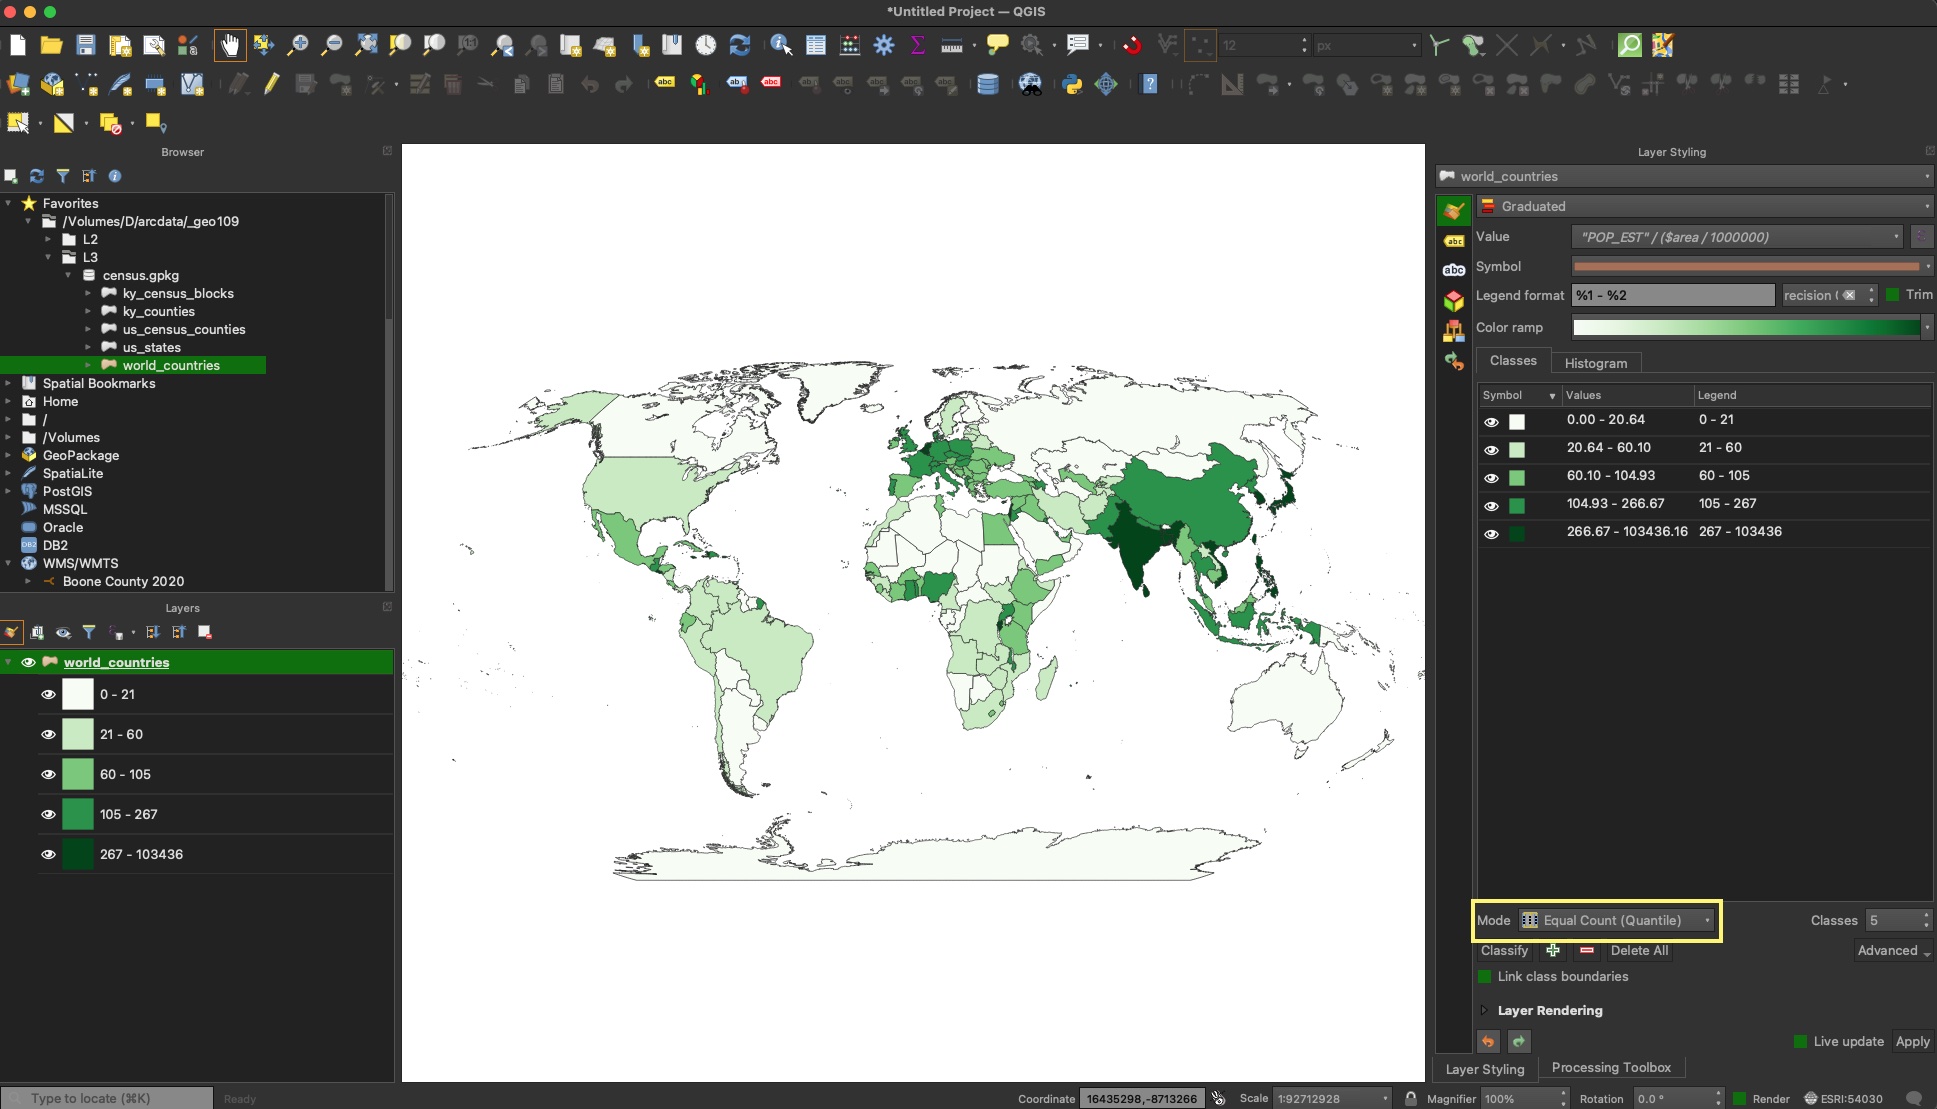 *Untitled Project — QGIS
12
px
Browser
Favorites
/Volumes/D/arcdata/_geo109
L2
L3
census.gpkg
ky_census_blocks
ky_counties
us_census_counties
us_states
world_countries
Spatial Bookmarks
Home
/
/Volumes
GeoPackage
SpatiaLite
PostGIS
MSSQL
Oracle
DB2
WMS/WMTS
Boone County 2020
Layers
world_countries
0 - 21
21 - 60
60 - 105
105 - 267
267 - 103436
Layer Styling
world_countries
Graduated
Value "POP_EST" / ($area / 1000000)
Symbol
Legend format %1 - %2 recision ( Trim
Color ramp
Classes Histogram
Symbol Values Legend
0.00 - 20.64 0 - 21
20.64 - 60.10 21 - 60
60.10 - 104.93 60 - 105
104.93 - 266.67 105 - 267
266.67 - 103436.16 267 - 103436
Mode Equal Count (Quantile) Classes 5
Classify Delete All Advanced
Link class boundaries
Layer Rendering
Live update Apply
Layer Styling Processing Toolbox
Type to locate (⌘K) Ready Coordinate 16435298,-8713266 Scale 1:92712928 Magnifier 100% Rotation 0.0 ° Render ESRI:54030